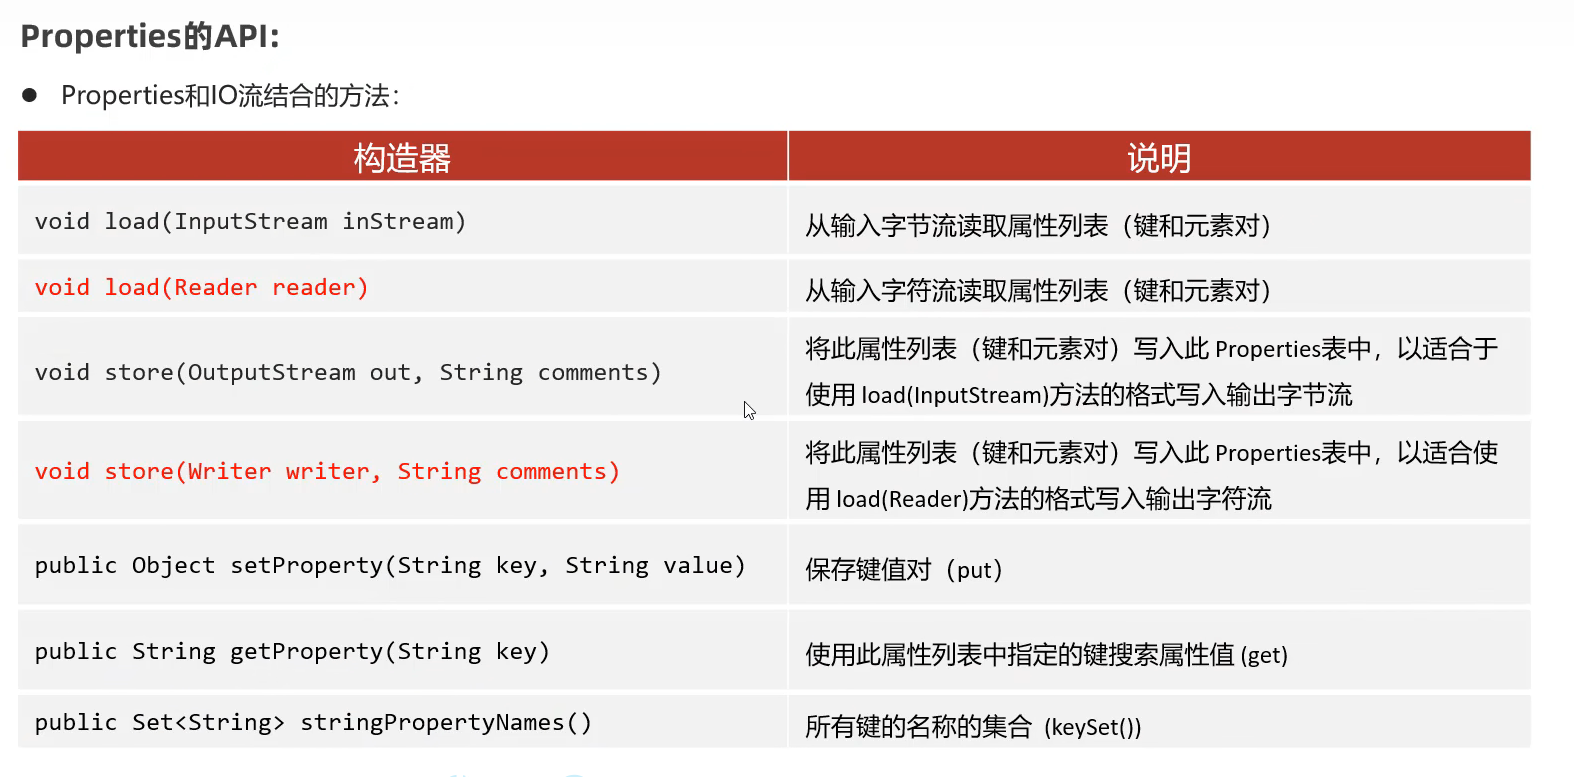 Properties的API:
● Properties和IO流结合的方法：
构造器 说明
void load(InputStream inStream) 从输入字节流读取属性列表（键和元素对）
void load(Reader reader) 从输入字符流读取属性列表（键和元素对）
void store(OutputStream out, String comments) 将此属性列表（键和元素对）写入此 Properties表中，以适合于
使用 load(InputStream)方法的格式写入输出字节流
void store(Writer writer, String comments) 将此属性列表（键和元素对）写入此 Properties表中，以适合使
用 load(Reader)方法的格式写入输出字符流
public Object setProperty(String key, String value) 保存键值对（put）
public String getProperty(String key) 使用此属性列表中指定的键搜索属性值 (get)
public Set<String> stringPropertyNames() 所有键的名称的集合 (keySet())